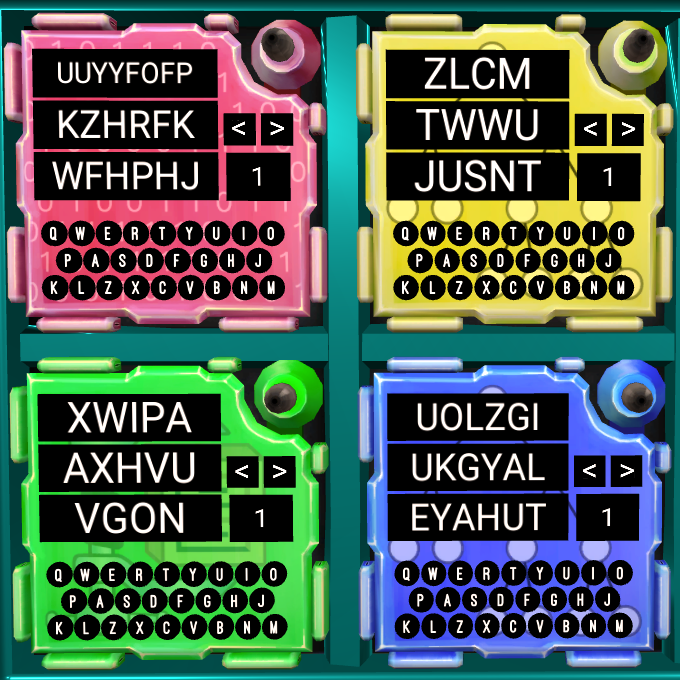 UUYYFOFP
KZHRFK
< >
WFHPHJ
1
Q W E R T Y U I O
P A S D F G H J
K L Z X C V B N M
ZLCM
TWWU
< >
JUSNT
1
Q W E R T Y U I O
P A S D F G H J
K L Z X C V B N M
XWIPA
AXHVU
< >
VGON
1
Q W E R T Y U I O
P A S D F G H J
K L Z X C V B N M
UOLZGI
UKGYAL
< >
EYAHUT
1
Q W E R T Y U I O
P A S D F G H J
K L Z X C V B N M